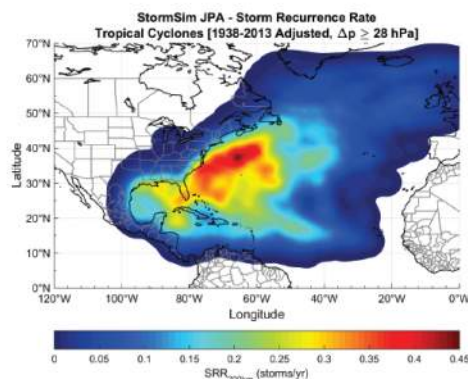 StormSim JPA - Storm Recurrence Rate
Tropical Cyclones [1938-2013 Adjusted, Δp ≥ 28 hPa]
70°N
60°N
50°N
40°N
30°N
20°N
10°N
0°N
Latitude
120°W 100°W 80°W 60°W 40°W 20°W 0°W
Longitude
0 0.05 0.1 0.15 0.2 0.25 0.3 0.35 0.4 0.45
SRR200km (storms/yr)